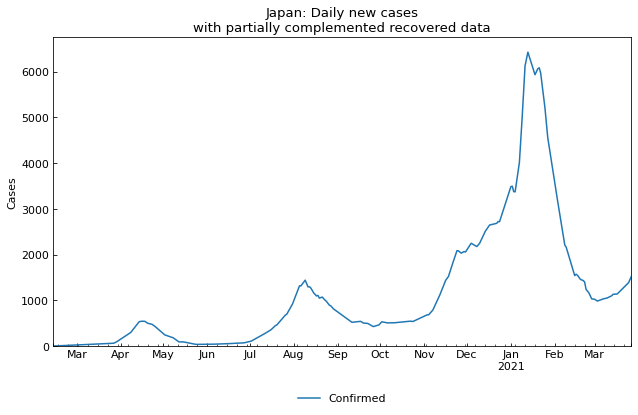 Japan: Daily new cases
with partially complemented recovered data
Cases
6000
5000
4000
3000
2000
1000
0
Mar Apr May Jun Jul Aug Sep Oct Nov Dec Jan Feb Mar
2021
Confirmed